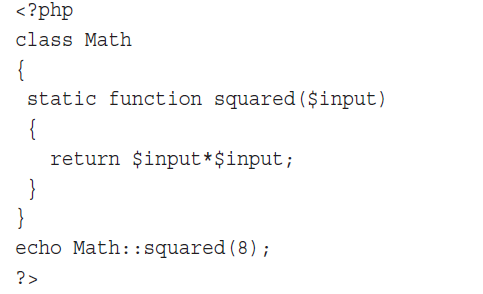 <?php
class Math
{
 static function squared($input)
 {
   return $input*$input;
 }
}
echo Math::squared(8);
?>